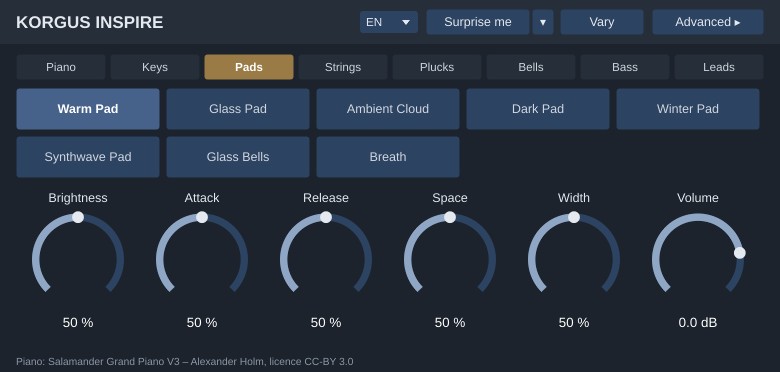 KORGUS INSPIRE EN Surprise me ▾ Vary Advanced ▸
Piano Keys Pads Strings Plucks Bells Bass Leads
Warm Pad Glass Pad Ambient Cloud Dark Pad Winter Pad
Synthwave Pad Glass Bells Breath
Brightness Attack Release Space Width Volume
50 % 50 % 50 % 50 % 50 % 0.0 dB
Piano: Salamander Grand Piano V3 – Alexander Holm, licence CC-BY 3.0